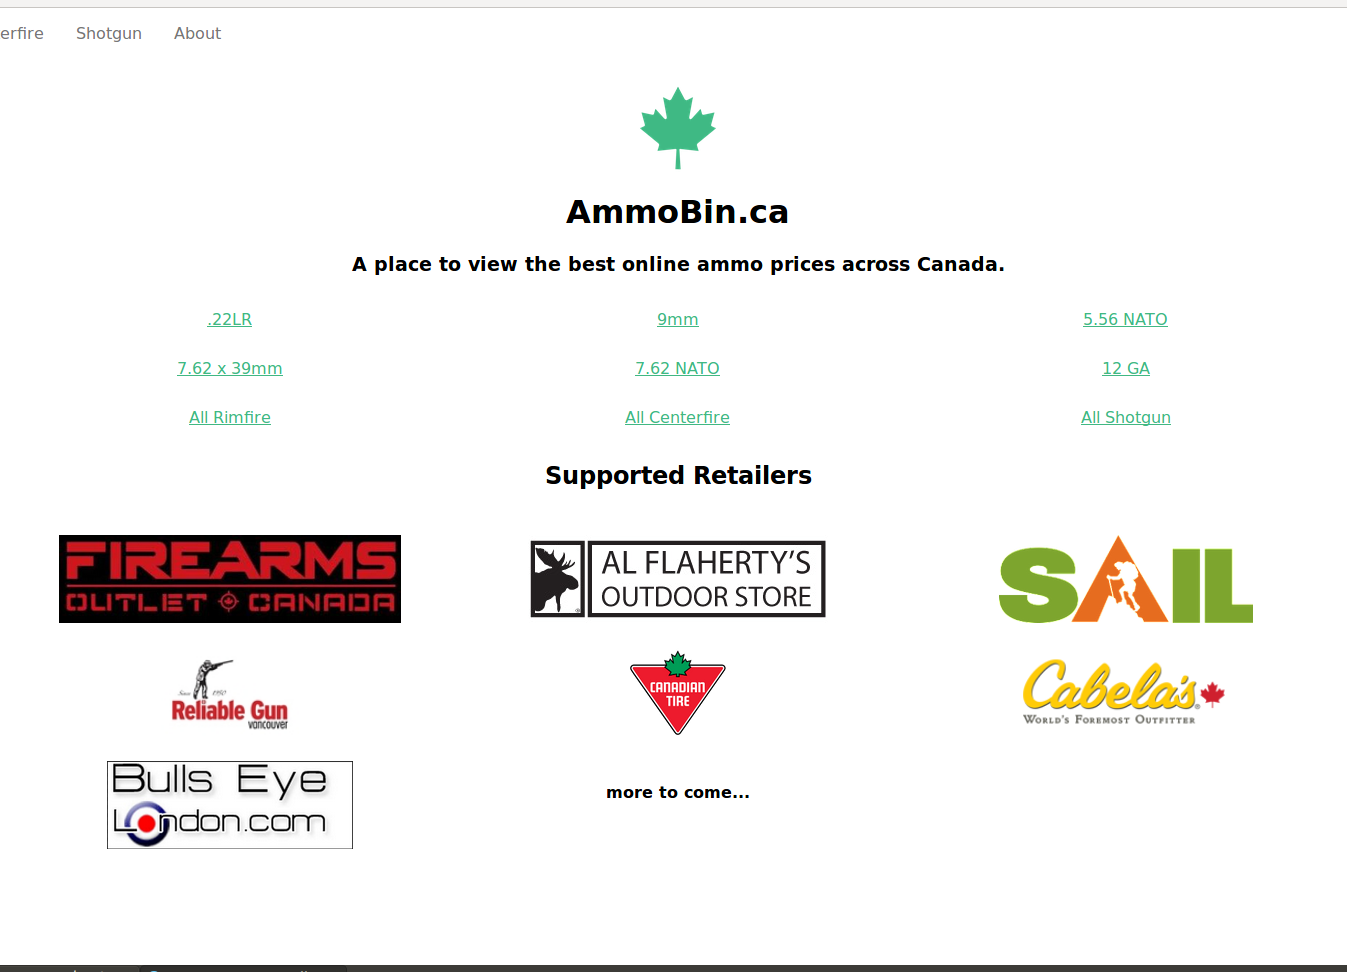 erfire Shotgun About
AmmoBin.ca
A place to view the best online ammo prices across Canada.
.22LR 9mm 5.56 NATO
7.62 x 39mm 7.62 NATO 12 GA
All Rimfire All Centerfire All Shotgun
Supported Retailers
FIREARMS
OUTLET CANADA
AL FLAHERTY'S
OUTDOOR STORE
SAIL
Since 1950
Reliable Gun
vancouver
CANADIAN
TIRE
Cabela's
WORLD'S FOREMOST OUTFITTER
Bulls Eye
London.com
more to come...